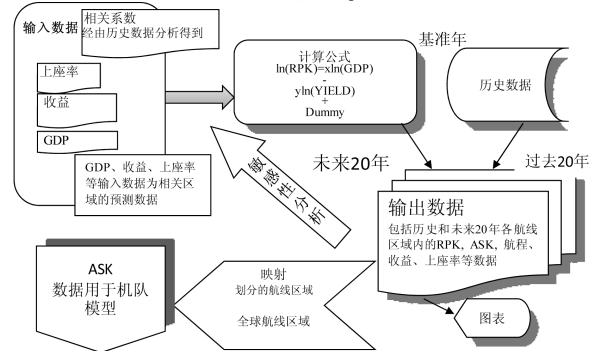 输入数据
相关系数
经由历史数据分析得到
上座率
收益
GDP
GDP、收益、上座率
等输入数据为相关区
域的预测数据
计算公式
ln(RPK)=xln(GDP)
-
yln(YIELD)
+
Dummy
基准年
历史数据
敏感性分析
未来20年
过去20年
输出数据
包括历史和未来20年各航线
区域内的RPK, ASK, 航程、
收益、上座率等数据
图表
映射
划分的航线区域
全球航线区域
ASK
数据用于机队
模型